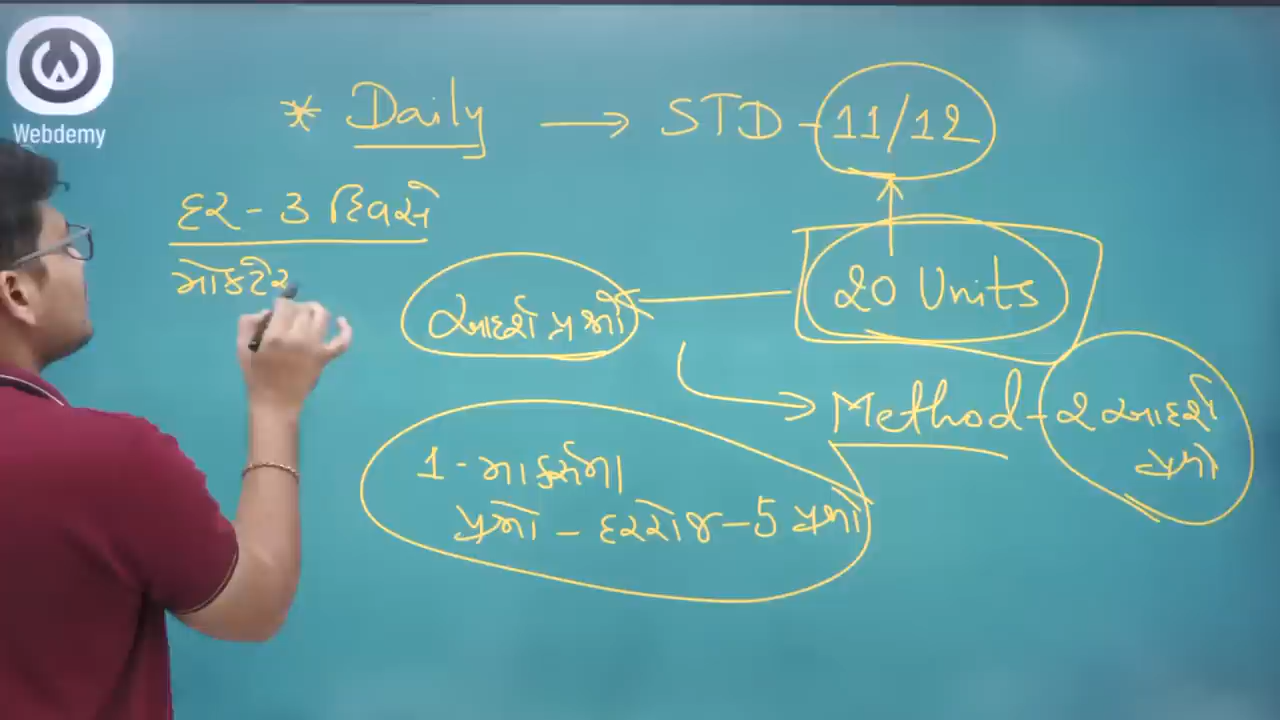 Webdemy
* Daily → STD - 11/12
દર - 3 દિવસે
મોકટેસ
20 Units
આદર્શ પ્રશ્નો
Method - 2 આદર્શ
પ્રશ્નો
1 - માર્ક્સના
પ્રશ્નો - દરરોજ - 5 પ્રશ્નો